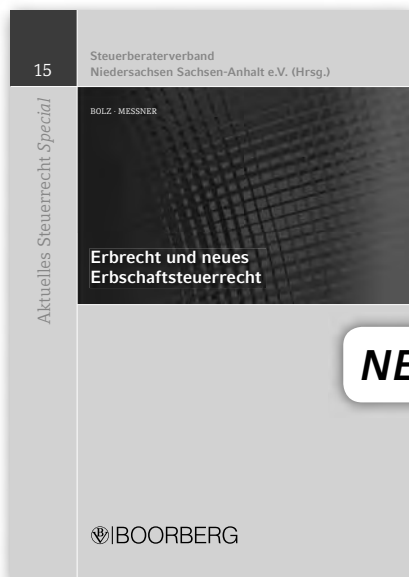 15
Steuerberaterverband
Niedersachsen Sachsen-Anhalt e.V. (Hrsg.)
Aktuelles Steuerrecht Special
BOLZ · MESSNER
Erbrecht und neues
Erbschaftsteuerrecht
NE
BOORBERG